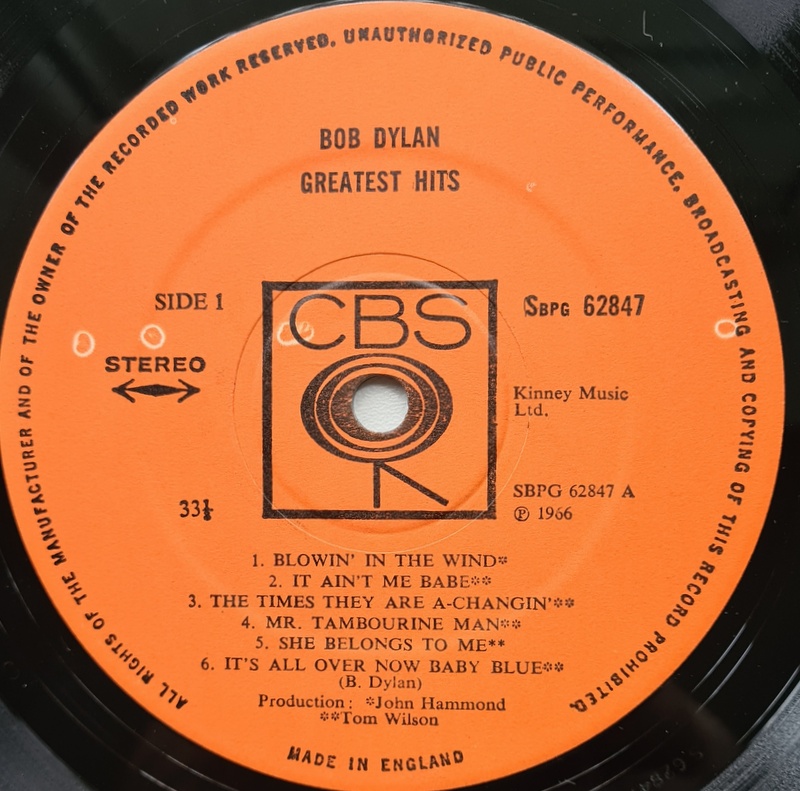 ALL RIGHTS OF THE MANUFACTURER AND OF THE OWNER OF THE RECORDED WORK RESERVED. UNAUTHORIZED PUBLIC PERFORMANCE, BROADCASTING AND COPYING OF THIS RECORD PROHIBITED.
BOB DYLAN
GREATEST HITS
SIDE 1
CBS
SBPG 62847
STEREO
Kinney Music
Ltd.
33⅓
SBPG 62847 A
℗ 1966
1. BLOWIN' IN THE WIND*
2. IT AIN'T ME BABE**
3. THE TIMES THEY ARE A-CHANGIN'**
4. MR. TAMBOURINE MAN**
5. SHE BELONGS TO ME**
6. IT'S ALL OVER NOW BABY BLUE**
(B. Dylan)
Production: *John Hammond
**Tom Wilson
MADE IN ENGLAND